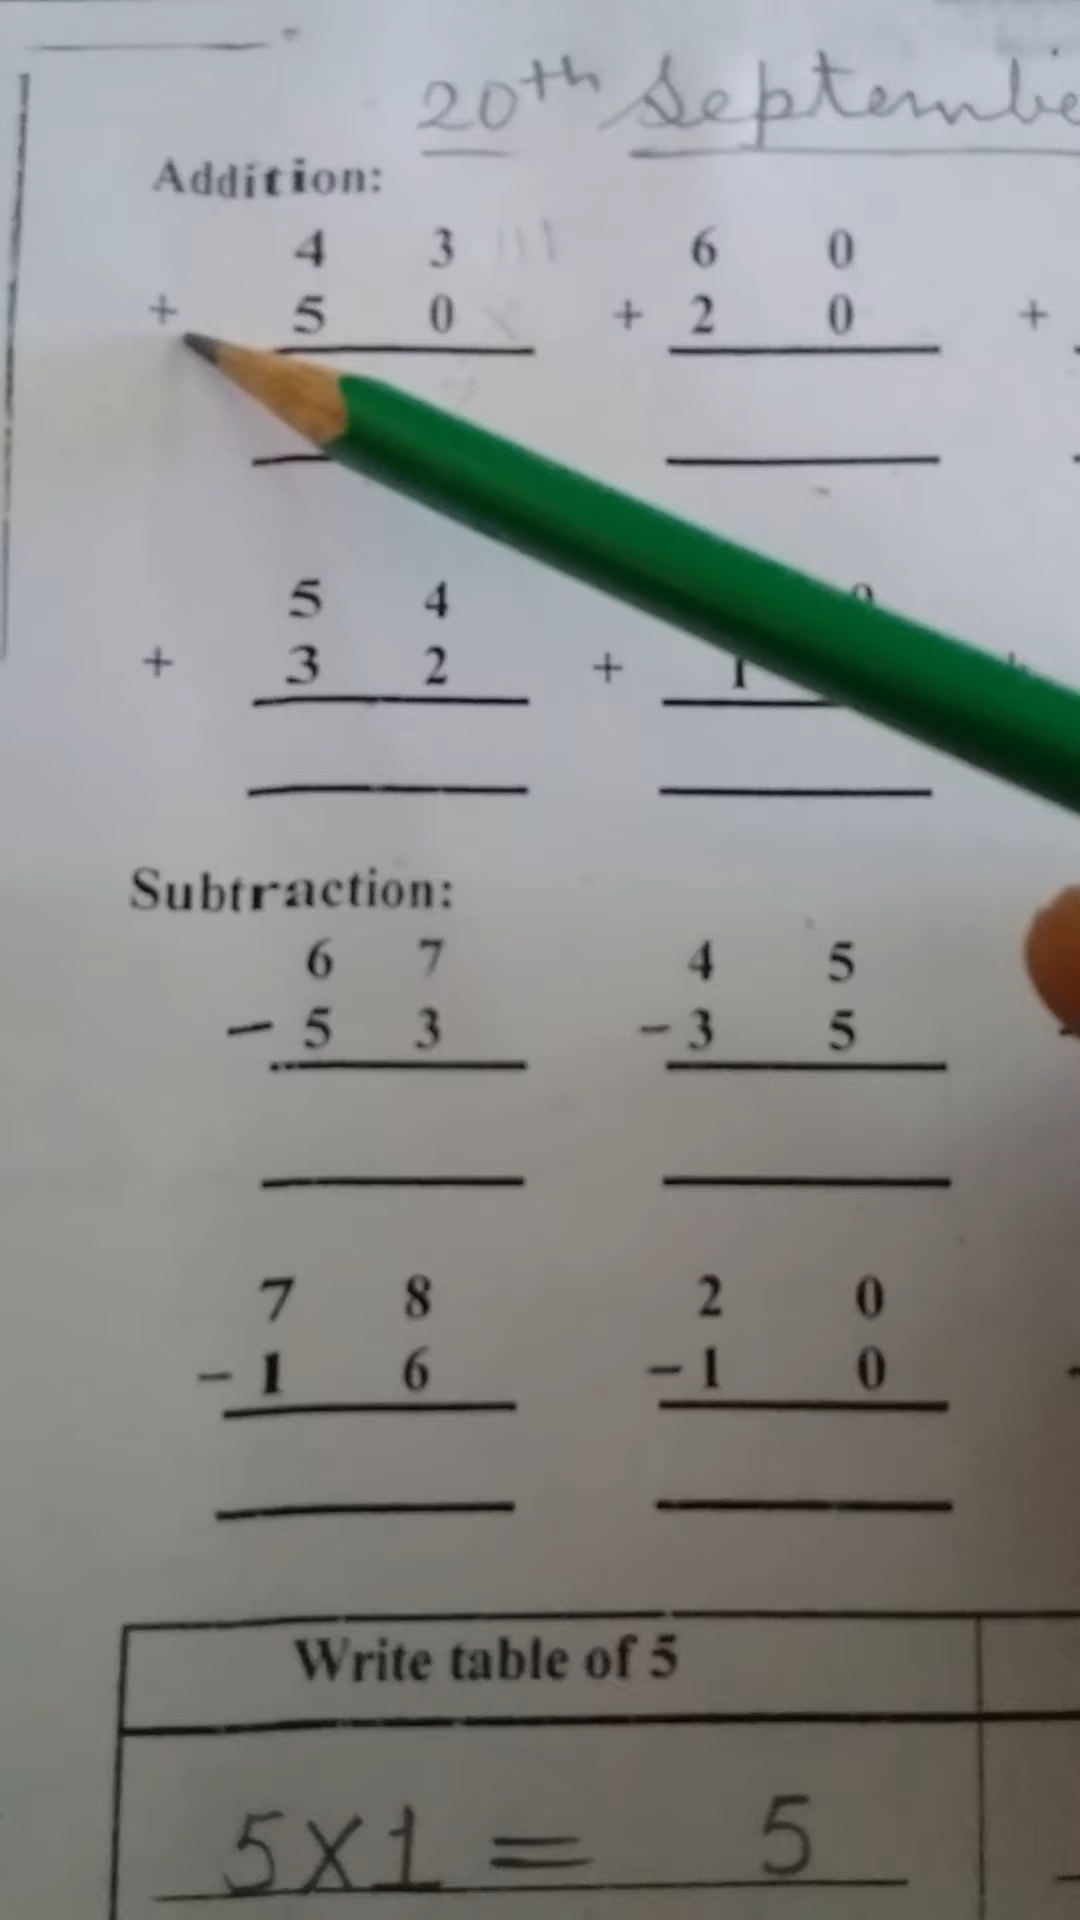 20th Septembe
Addition:
4 3 6 0
+ 5 0 + 2 0 +
5 4
+ 3 2 + 1
Subtraction:
6 7 4 5
- 5 3 - 3 5
7 8 2 0
- 1 6 - 1 0
Write table of 5
5x1 = 5